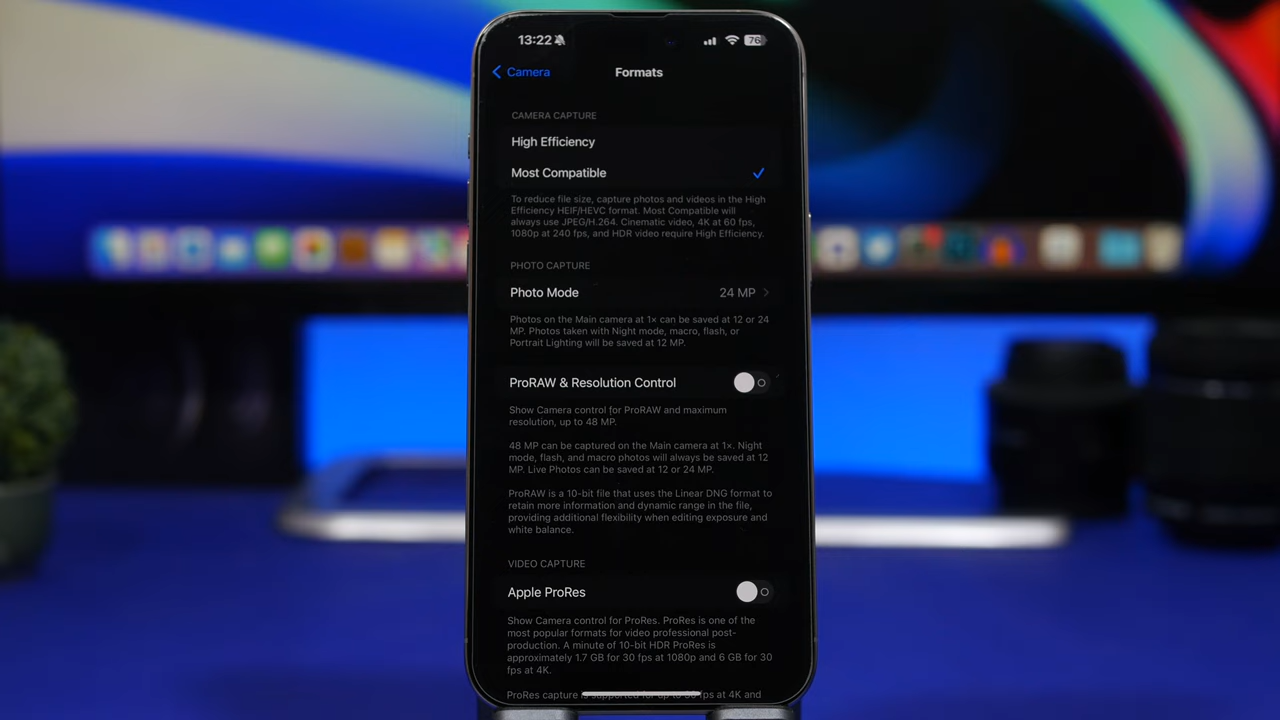 13:22 76
Camera Formats
CAMERA CAPTURE
High Efficiency
Most Compatible
To reduce file size, capture photos and videos in the High
Efficiency HEIF/HEVC format. Most Compatible will
always use JPEG/H.264. Cinematic video, 4K at 60 fps,
1080p at 240 fps, and HDR video require High Efficiency.
PHOTO CAPTURE
Photo Mode 24 MP
Photos on the Main camera at 1× can be saved at 12 or 24
MP. Photos taken with Night mode, macro, flash, or
Portrait Lighting will be saved at 12 MP.
ProRAW & Resolution Control
Show Camera control for ProRAW and maximum
resolution, up to 48 MP.
48 MP can be captured on the Main camera at 1×. Night
mode, flash, and macro photos will always be saved at 12
MP. Live Photos can be saved at 12 or 24 MP.
ProRAW is a 10-bit file that uses the Linear DNG format to
retain more information and dynamic range in the file,
providing additional flexibility when editing exposure and
white balance.
VIDEO CAPTURE
Apple ProRes
Show Camera control for ProRes. ProRes is one of the
most popular formats for video professional post-
production. A minute of 10-bit HDR ProRes is
approximately 1.7 GB for 30 fps at 1080p and 6 GB for 30
fps at 4K.
ProRes capture is supported up to 30 fps at 4K and